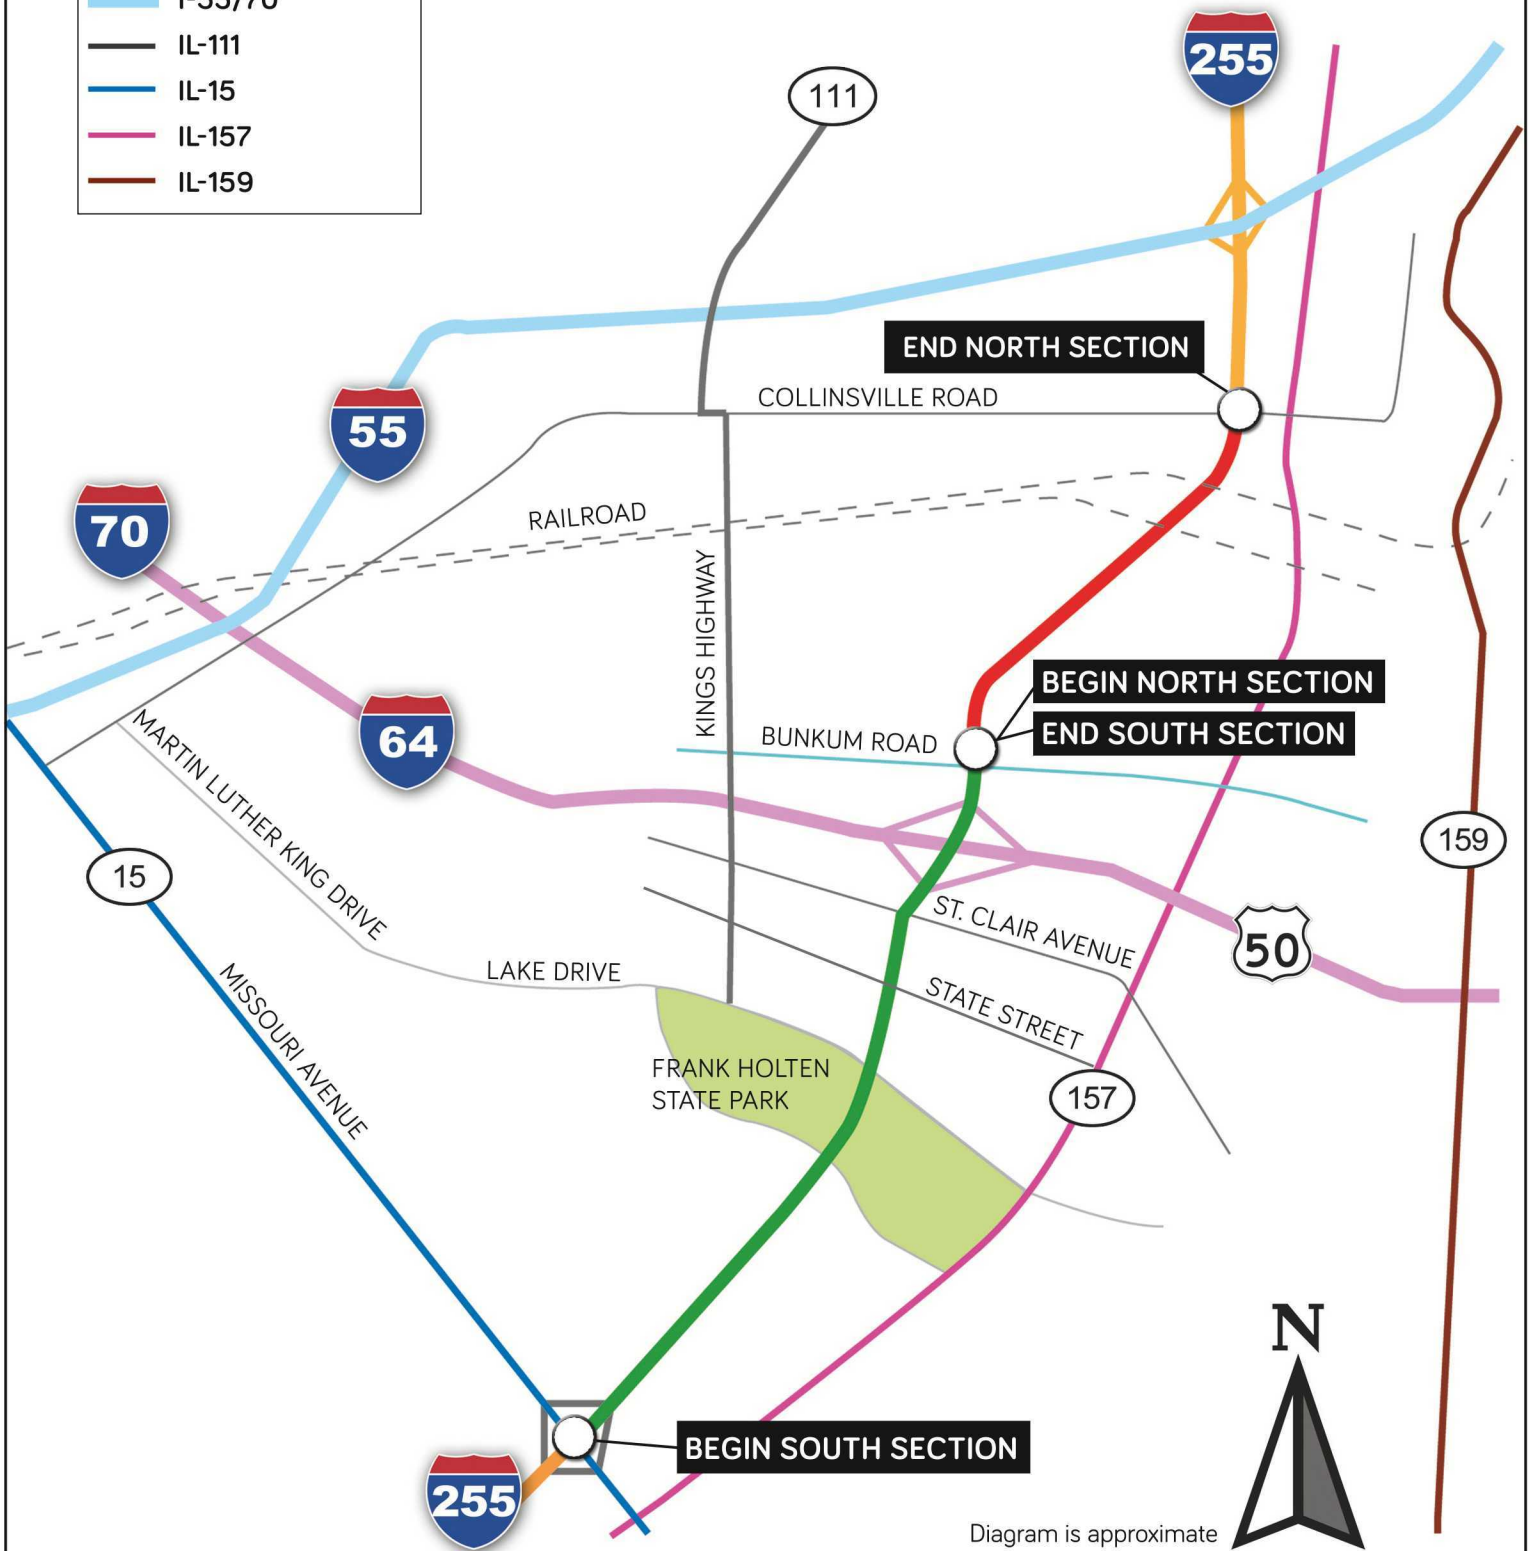 I-55/70
IL-111
IL-15
IL-157
IL-159
255
111
END NORTH SECTION
COLLINSVILLE ROAD
55
70
RAILROAD
KINGS HIGHWAY
BEGIN NORTH SECTION
END SOUTH SECTION
BUNKUM ROAD
64
MARTIN LUTHER KING DRIVE
159
15
ST. CLAIR AVENUE
50
LAKE DRIVE
STATE STREET
MISSOURI AVENUE
FRANK HOLTEN
STATE PARK
157
N
BEGIN SOUTH SECTION
255
Diagram is approximate